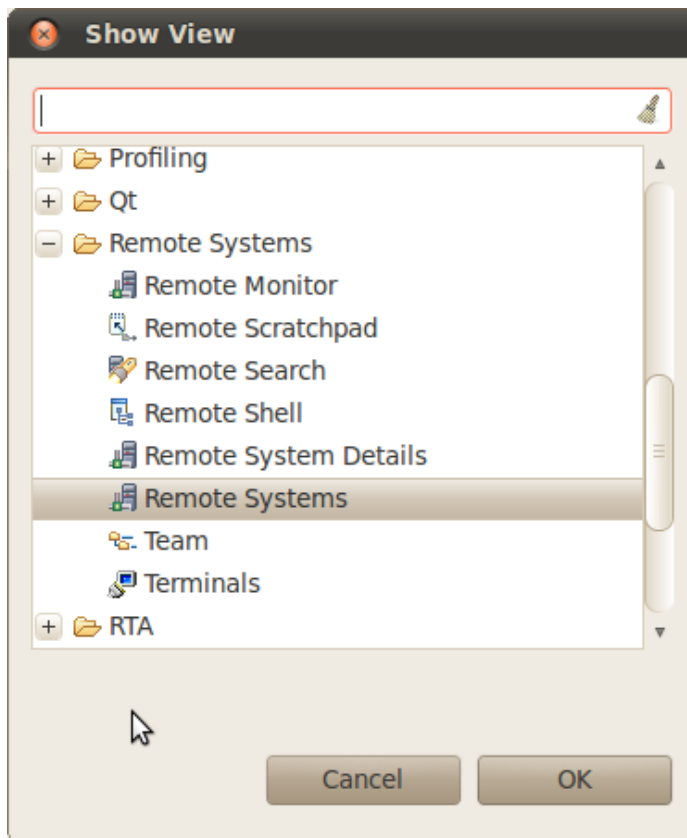 Show View
Profiling
Qt
Remote Systems
Remote Monitor
Remote Scratchpad
Remote Search
Remote Shell
Remote System Details
Remote Systems
Team
Terminals
RTA
Cancel OK